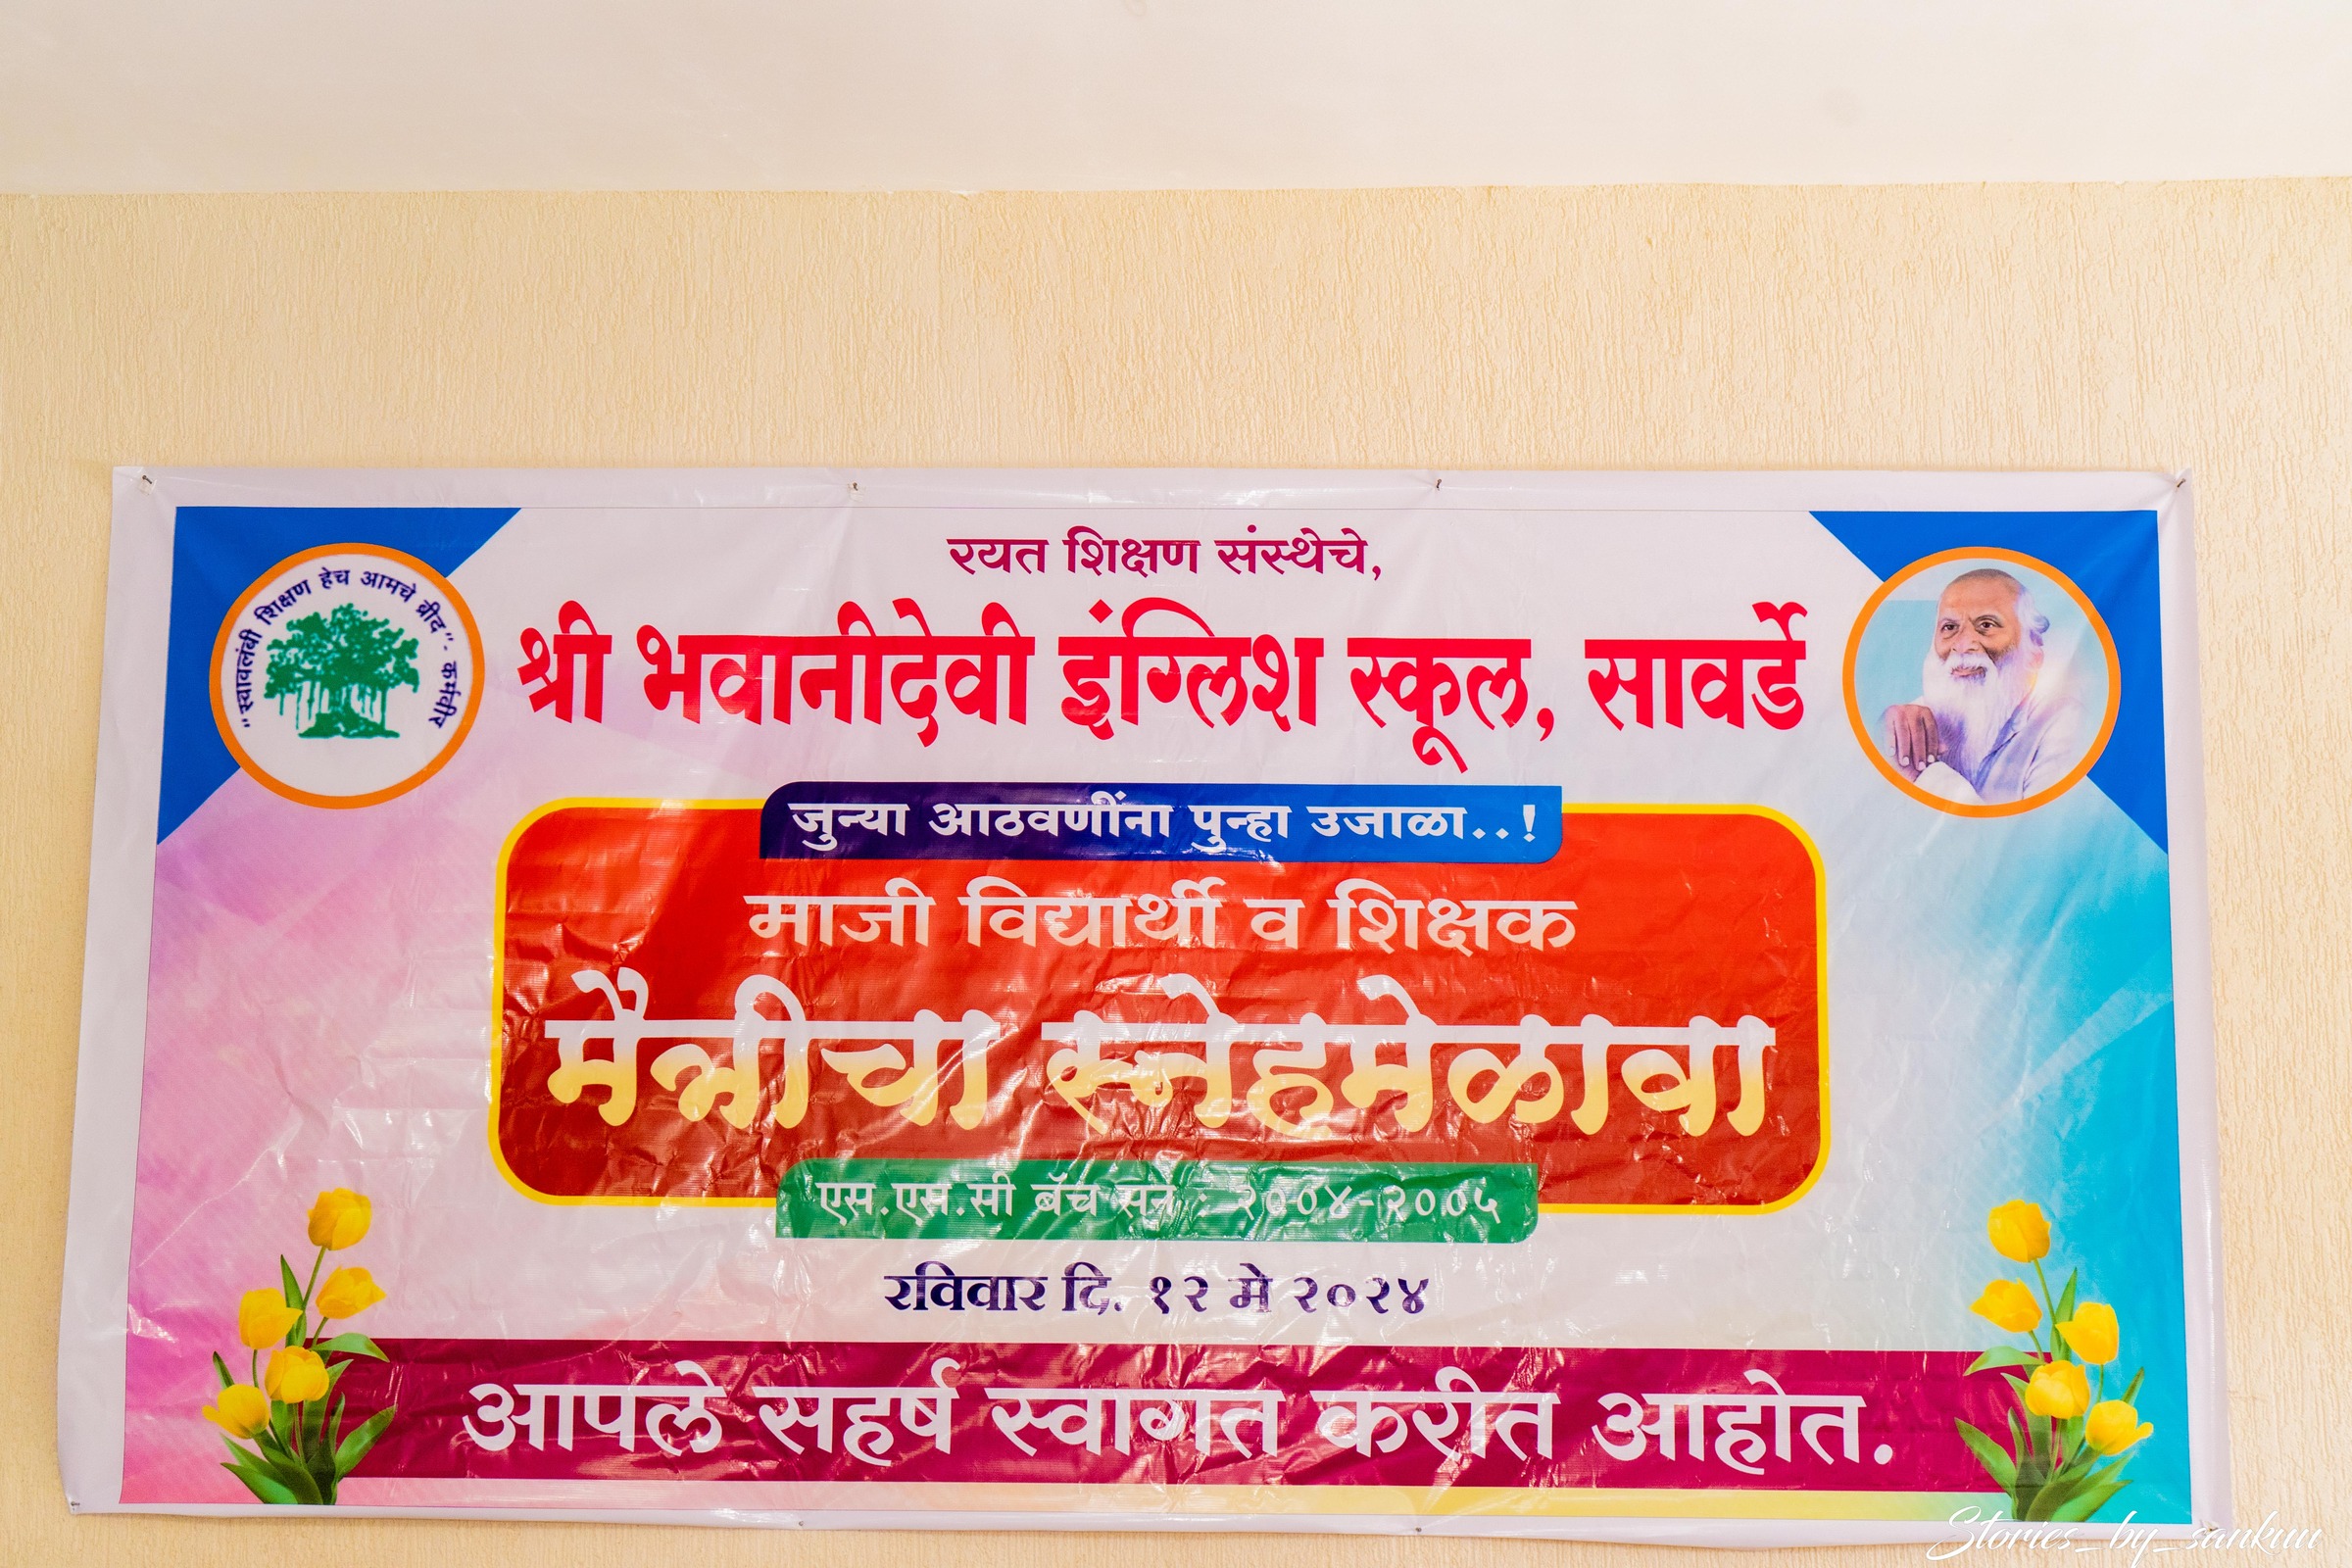 रयत शिक्षण संस्थेचे,
"स्वावलंबी शिक्षण हेच आमचे ब्रीद"- कर्मवीर
श्री भवानीदेवी इंग्लिश स्कूल, सावर्डे
जुन्या आठवणींना पुन्हा उजाळा..!
माजी विद्यार्थी व शिक्षक
मैत्रीचा स्नेहमेळावा
एस.एस.सी बॅच सन : २००४-२००५
रविवार दि. १२ मे २०२४
आपले सहर्ष स्वागत करीत आहोत.